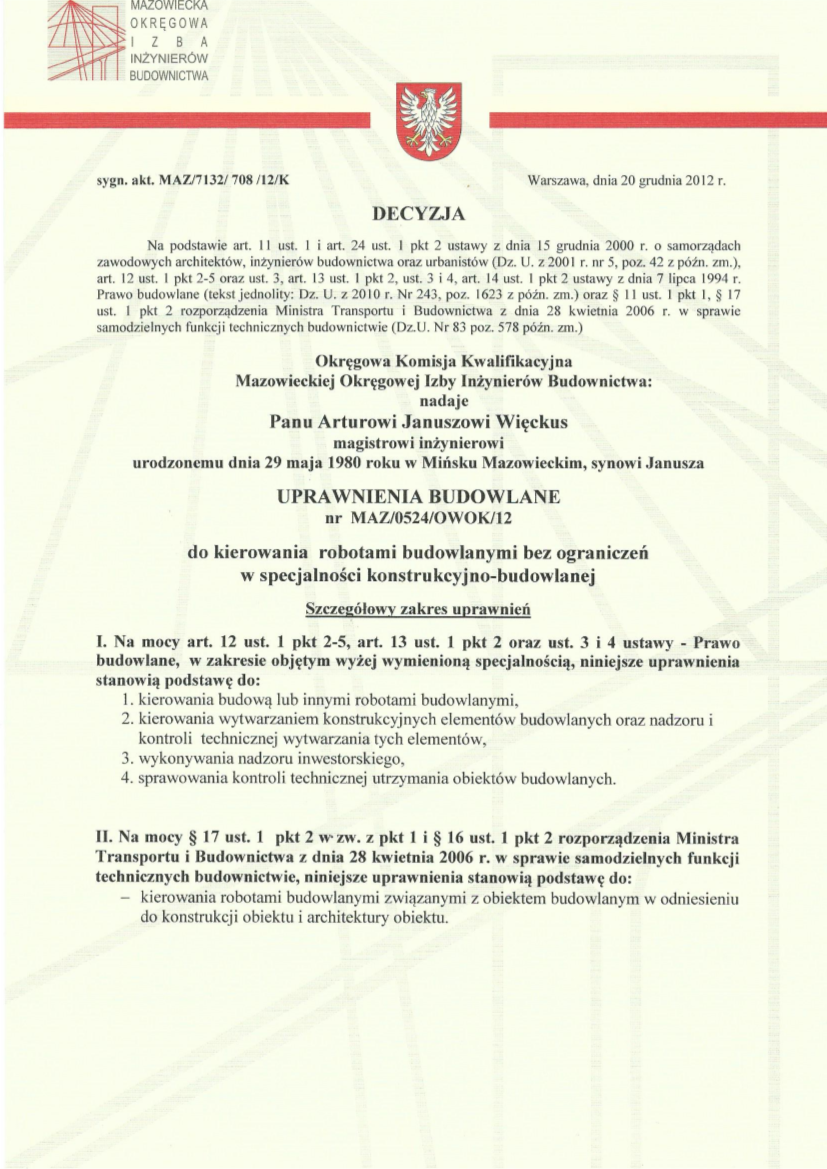 MAZOWIECKA
OKRĘGOWA
I Z B A
INŻYNIERÓW
BUDOWNICTWA
sygn. akt. MAZ/7132/ 708 /12/K
Warszawa, dnia 20 grudnia 2012 r.
DECYZJA
Na podstawie art. 11 ust. 1 i art. 24 ust. 1 pkt 2 ustawy z dnia 15 grudnia 2000 r. o samorządach
zawodowych architektów, inżynierów budownictwa oraz urbanistów (Dz. U. z 2001 r. nr 5, poz. 42 z późn. zm.),
art. 12 ust. 1 pkt 2-5 oraz ust. 3, art. 13 ust. 1 pkt 2, ust. 3 i 4, art. 14 ust. 1 pkt 2 ustawy z dnia 7 lipca 1994 r.
Prawo budowlane (tekst jednolity: Dz. U. z 2010 r. Nr 243, poz. 1623 z późn. zm.) oraz § 11 ust. 1 pkt 1, § 17
ust. 1 pkt 2 rozporządzenia Ministra Transportu i Budownictwa z dnia 28 kwietnia 2006 r. w sprawie
samodzielnych funkcji technicznych budownictwie (Dz.U. Nr 83 poz. 578 późn. zm.)
Okręgowa Komisja Kwalifikacyjna
Mazowieckiej Okręgowej Izby Inżynierów Budownictwa:
nadaje
Panu Arturowi Januszowi Więckus
magistrowi inżynierowi
urodzonemu dnia 29 maja 1980 roku w Mińsku Mazowieckim, synowi Janusza
UPRAWNIENIA BUDOWLANE
nr MAZ/0524/OWOK/12
do kierowania robotami budowlanymi bez ograniczeń
w specjalności konstrukcyjno-budowlanej
Szczegółowy zakres uprawnień
I. Na mocy art. 12 ust. 1 pkt 2-5, art. 13 ust. 1 pkt 2 oraz ust. 3 i 4 ustawy - Prawo
budowlane, w zakresie objętym wyżej wymienioną specjalnością, niniejsze uprawnienia
stanowią podstawę do:
1. kierowania budową lub innymi robotami budowlanymi,
2. kierowania wytwarzaniem konstrukcyjnych elementów budowlanych oraz nadzoru i
kontroli technicznej wytwarzania tych elementów,
3. wykonywania nadzoru inwestorskiego,
4. sprawowania kontroli technicznej utrzymania obiektów budowlanych.
II. Na mocy § 17 ust. 1 pkt 2 w zw. z pkt 1 i § 16 ust. 1 pkt 2 rozporządzenia Ministra
Transportu i Budownictwa z dnia 28 kwietnia 2006 r. w sprawie samodzielnych funkcji
technicznych budownictwie, niniejsze uprawnienia stanowią podstawę do:
– kierowania robotami budowlanymi związanymi z obiektem budowlanym w odniesieniu
do konstrukcji obiektu i architektury obiektu.